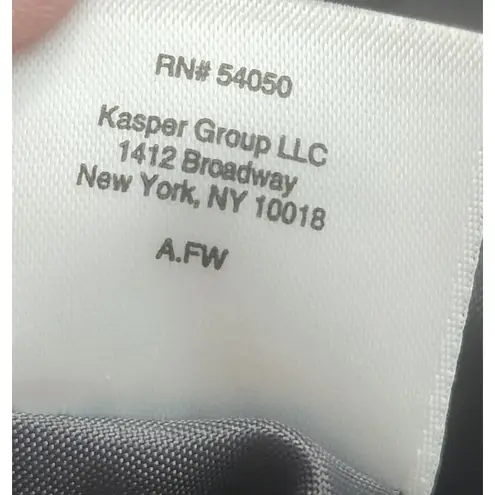 RN# 54050
Kasper Group LLC
1412 Broadway
New York, NY 10018
A.FW